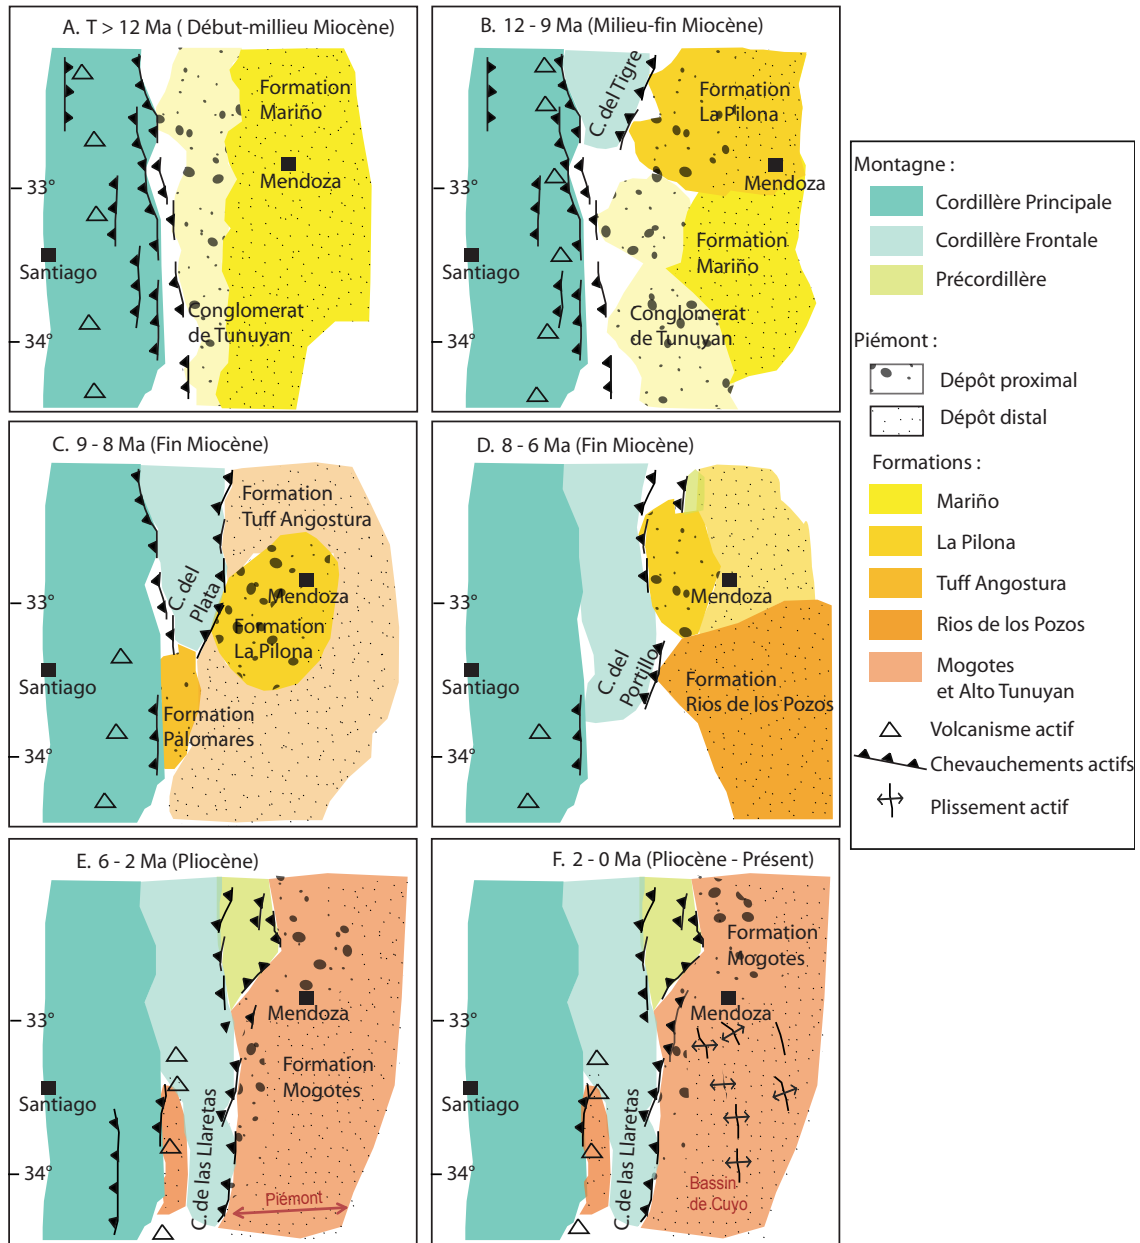 A. T > 12 Ma ( Début-millieu Miocène)
Formation
Mariño
Mendoza
33°
Santiago
34°
Conglomerat
de Tunuyan
B. 12 - 9 Ma (Milieu-fin Miocène)
C. del Tigre
Formation
La Pilona
Mendoza
33°
Formation
Mariño
Santiago
Conglomerat
de Tunuyan
34°
C. 9 - 8 Ma (Fin Miocène)
Formation
Tuff Angostura
C. del
Plata
Mendoza
33°
Formation
La Pilona
Santiago
Formation
Palomares
34°
D. 8 - 6 Ma (Fin Miocène)
Mendoza
33°
C. del
Portillo
Formation
Rios de los Pozos
Santiago
34°
E. 6 - 2 Ma (Pliocène)
Mendoza
33°
Formation
Mogotes
Santiago
C. de las Llaretas
34°
Piémont
F. 2 - 0 Ma (Pliocène - Présent)
Formation
Mogotes
Mendoza
33°
Santiago
C. de las Llaretas
34°
Bassin
de Cuyo
Montagne :
Cordillère Principale
Cordillère Frontale
Précordillère
Piémont :
Dépôt proximal
Dépôt distal
Formations :
Mariño
La Pilona
Tuff Angostura
Rios de los Pozos
Mogotes
et Alto Tunuyan
Volcanisme actif
Chevauchements actifs
Plissement actif